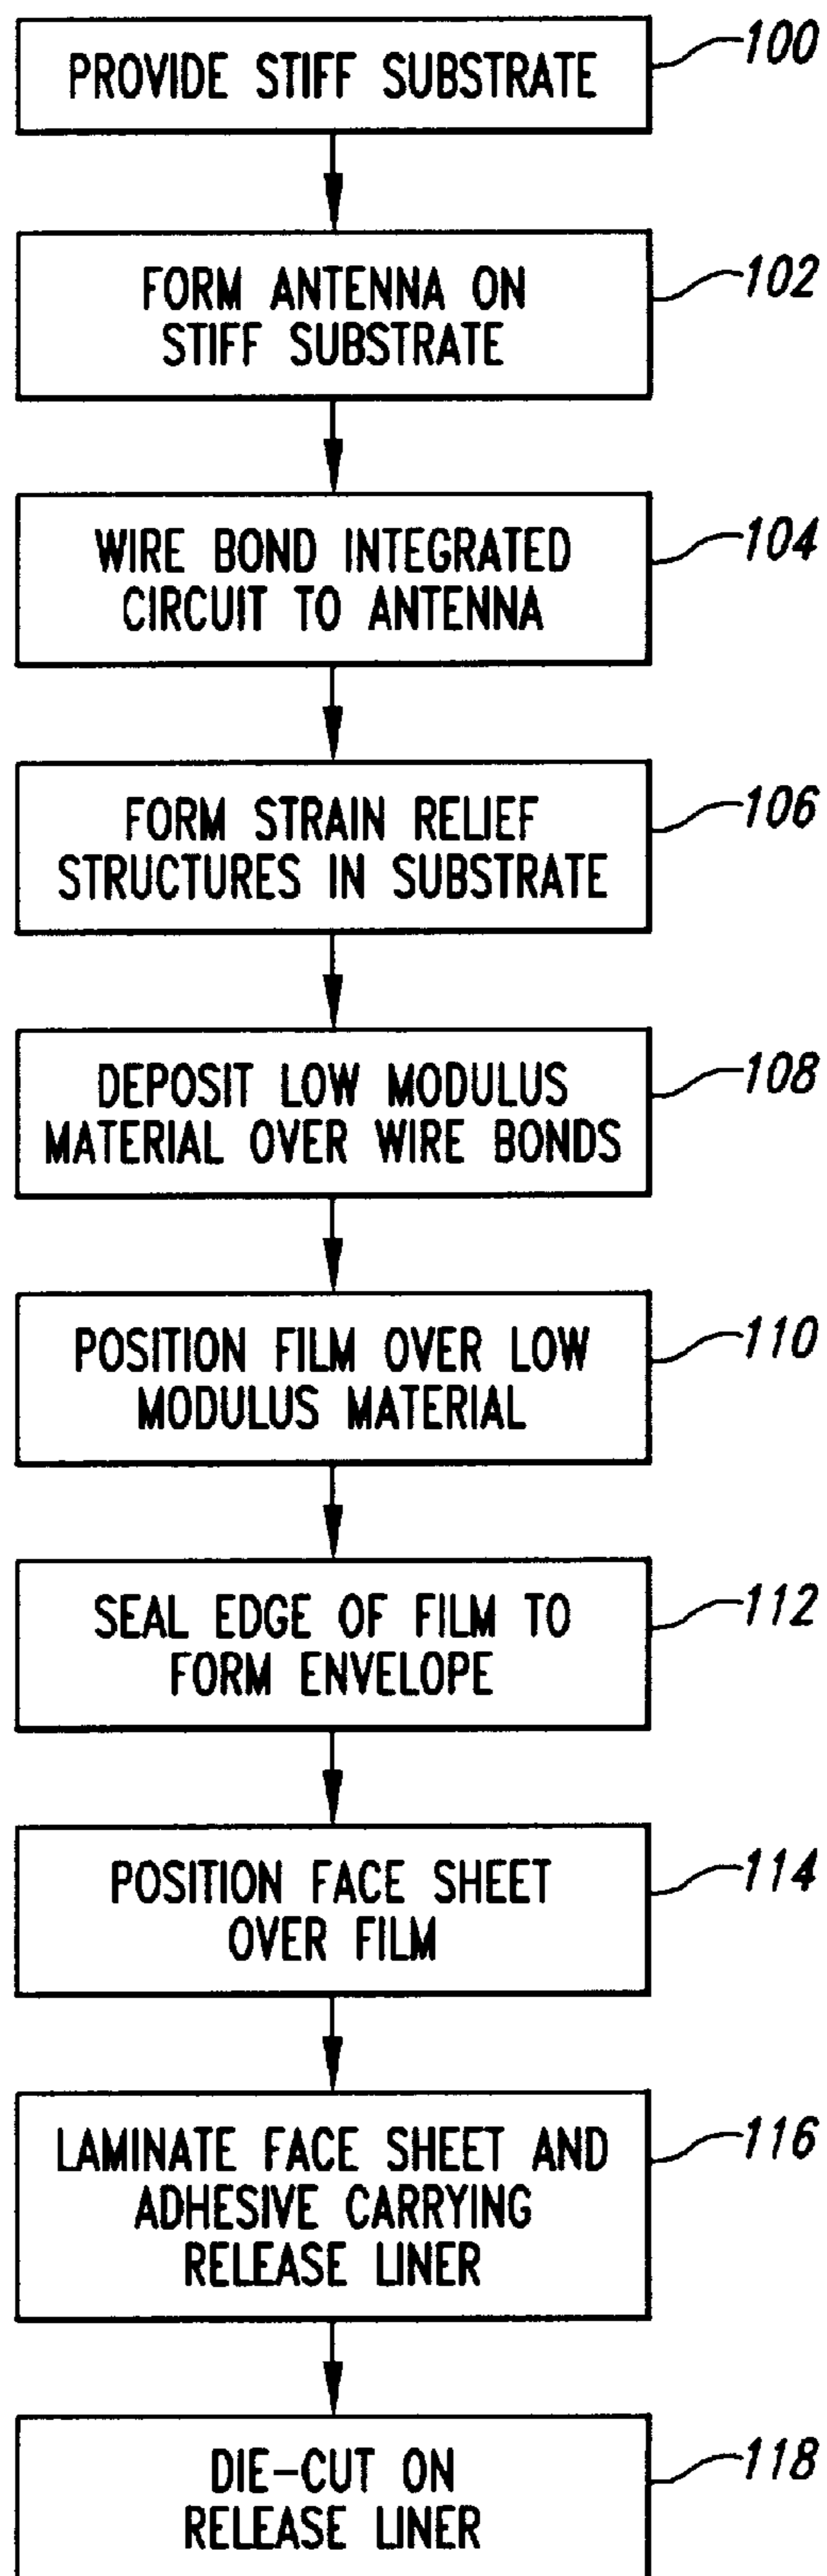 PROVIDE STIFF SUBSTRATE
100
FORM ANTENNA ON
STIFF SUBSTRATE
102
WIRE BOND INTEGRATED
CIRCUIT TO ANTENNA
104
FORM STRAIN RELIEF
STRUCTURES IN SUBSTRATE
106
DEPOSIT LOW MODULUS
MATERIAL OVER WIRE BONDS
108
POSITION FILM OVER LOW
MODULUS MATERIAL
110
SEAL EDGE OF FILM TO
FORM ENVELOPE
112
POSITION FACE SHEET
OVER FILM
114
LAMINATE FACE SHEET AND
ADHESIVE CARRYING
RELEASE LINER
116
DIE-CUT ON
RELEASE LINER
118